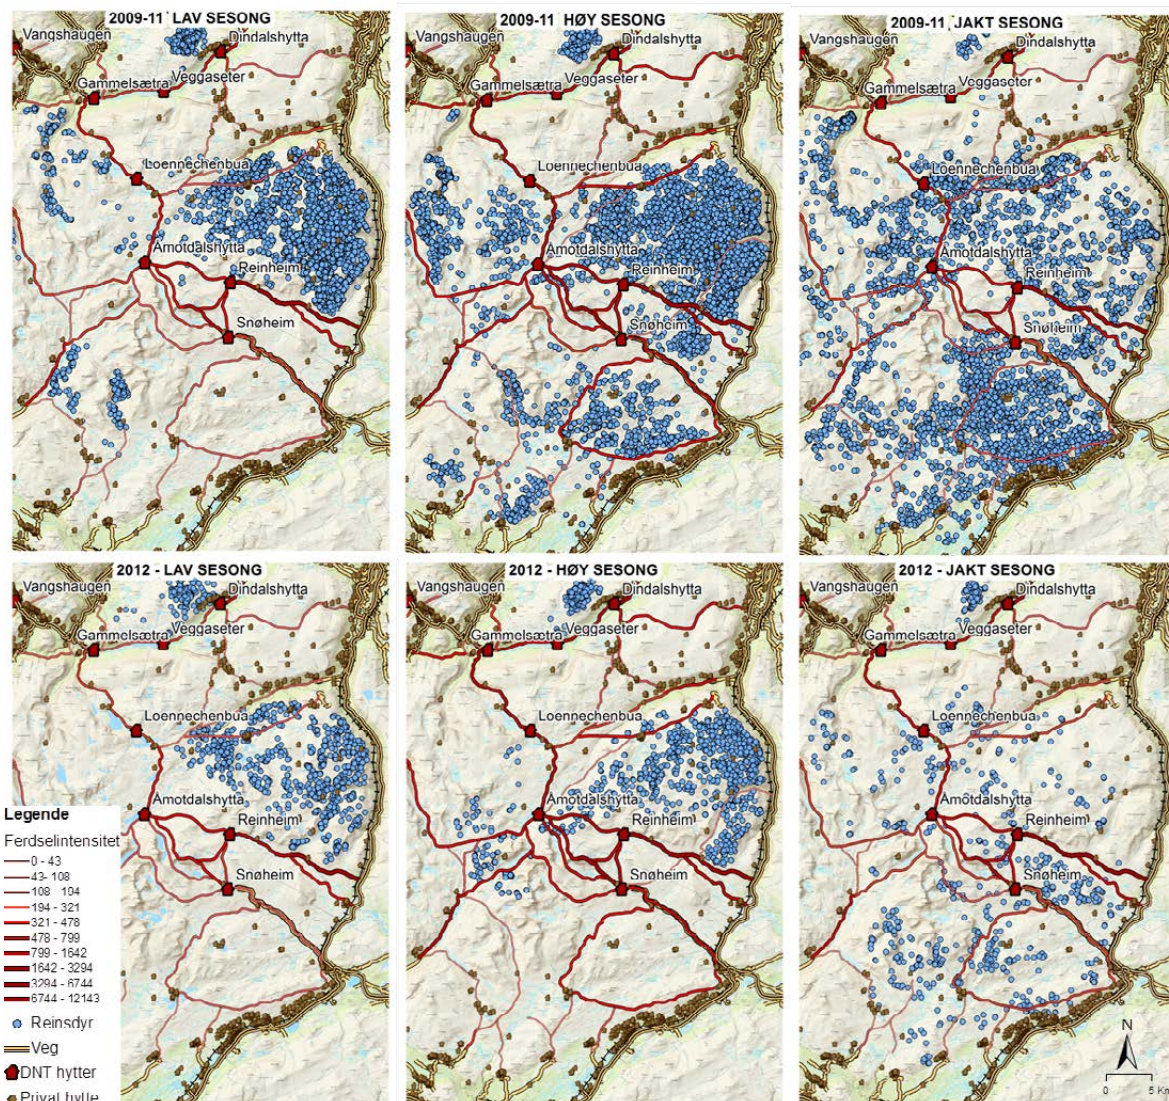 2009-11 LAV SESONG
Vangshaugen
Dindalshytta
Gammelsætra
Veggaseter
Loennechenbua
Amotdalshytta
Reinheim
Snøheim
2009-11 HØY SESONG
Vangshaugen
Dindalshytta
Gammelsætra
Veggaseter
Loennechenbua
Amotdalshytta
Reinheim
Snøheim
2009-11 JAKT SESONG
Vangshaugen
Dindalshytta
Gammelsætra
Veggaseter
Loennechenbua
Amotdalshytta
Reinheim
Snøheim
2012 - LAV SESONG
Vangshaugen
Dindalshytta
Gammelsætra
Veggaseter
Loennechenbua
Amotdalshytta
Reinheim
Snøheim
Legende
Ferdselintensitet
0 - 43
43- 108
108 - 194
194 - 321
321 - 478
478 - 799
799 - 1642
1642 - 3294
3294 - 6744
6744 - 12143
Reinsdyr
Veg
DNT hytter
Privat hytte
2012 - HØY SESONG
Vangshaugen
Dindalshytta
Gammelsætra
Veggaseter
Loennechenbua
Amotdalshytta
Reinheim
Snøheim
2012 - JAKT SESONG
Vangshaugen
Dindalshytta
Gammelsætra
Veggaseter
Loennechenbua
Amotdalshytta
Reinheim
Snøheim
N
0 5 Km